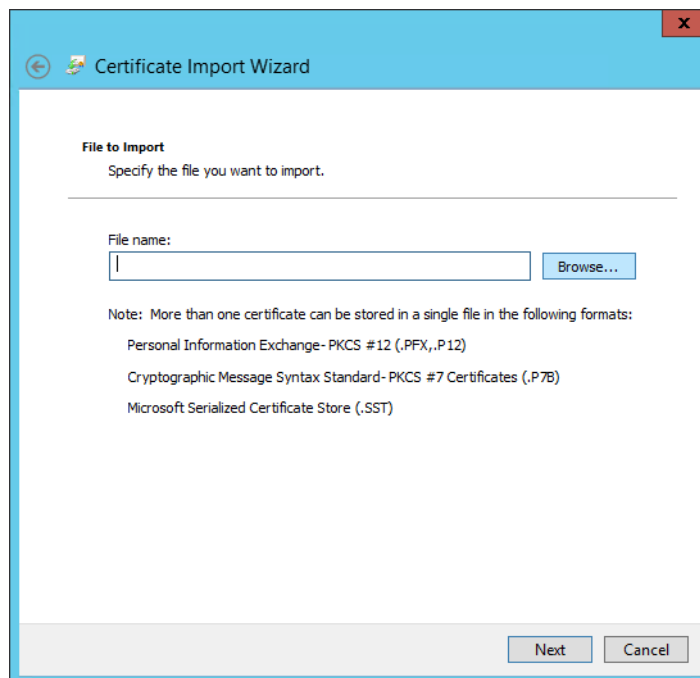 x
Certificate Import Wizard
File to Import
Specify the file you want to import.
File name:
Browse...
Note:  More than one certificate can be stored in a single file in the following formats:
Personal Information Exchange- PKCS #12 (.PFX,.P12)
Cryptographic Message Syntax Standard- PKCS #7 Certificates (.P7B)
Microsoft Serialized Certificate Store (.SST)
Next Cancel